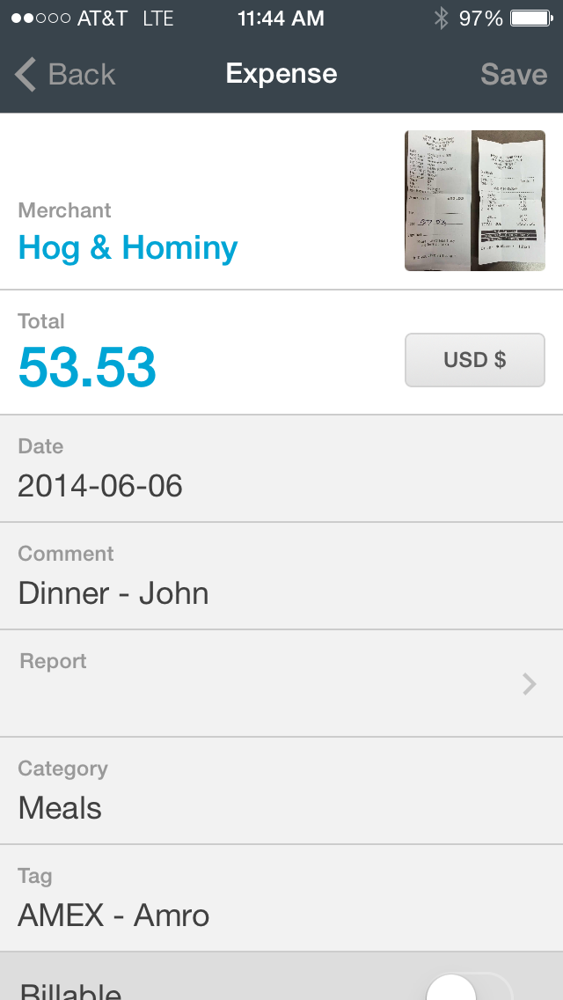 AT&T LTE 11:44 AM 97%
Back Expense Save
Merchant
Hog & Hominy
Total
53.53
USD $
Date
2014-06-06
Comment
Dinner - John
Report
Category
Meals
Tag
AMEX - Amro
Billable